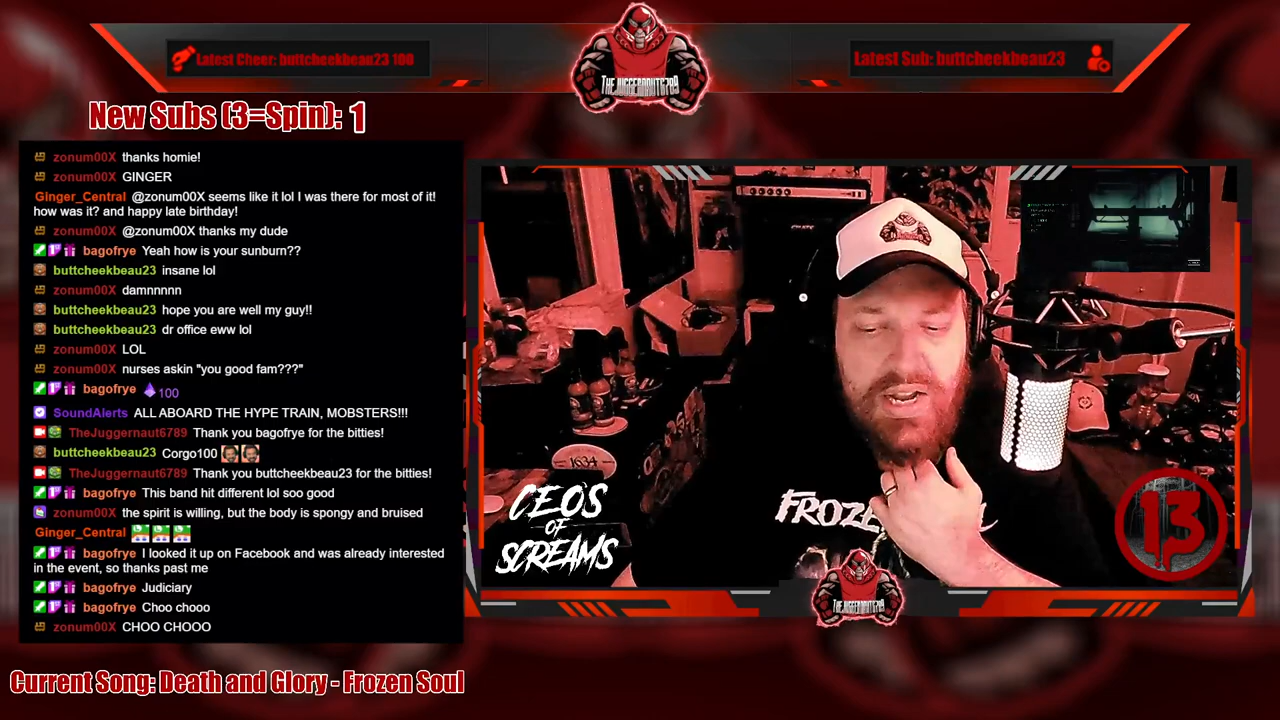 Latest Cheer: buttcheekbeau23 100
THEJUGGERNAUT6789
Latest Sub: buttcheekbeau23
New Subs (3=Spin): 1
zonum00X thanks homie!
zonum00X GINGER
Ginger_Central @zonum00X seems like it lol I was there for most of it!
how was it? and happy late birthday!
zonum00X @zonum00X thanks my dude
bagofrye Yeah how is your sunburn??
buttcheekbeau23 insane lol
zonum00X damnnnnn
buttcheekbeau23 hope you are well my guy!!
buttcheekbeau23 dr office eww lol
zonum00X LOL
zonum00X nurses askin "you good fam???"
bagofrye 100
SoundAlerts ALL ABOARD THE HYPE TRAIN, MOBSTERS!!!
TheJuggernaut6789 Thank you bagofrye for the bitties!
buttcheekbeau23 Corgo100
TheJuggernaut6789 Thank you buttcheekbeau23 for the bitties!
bagofrye This band hit different lol soo good
zonum00X the spirit is willing, but the body is spongy and bruised
Ginger_Central
bagofrye I looked it up on Facebook and was already interested
in the event, so thanks past me
bagofrye Judiciary
bagofrye Choo chooo
zonum00X CHOO CHOOO
1634
CEO'S
OF
SCREAMS
FROZE
13
THEJUGGERNAUT6789
Current Song: Death and Glory - Frozen Soul